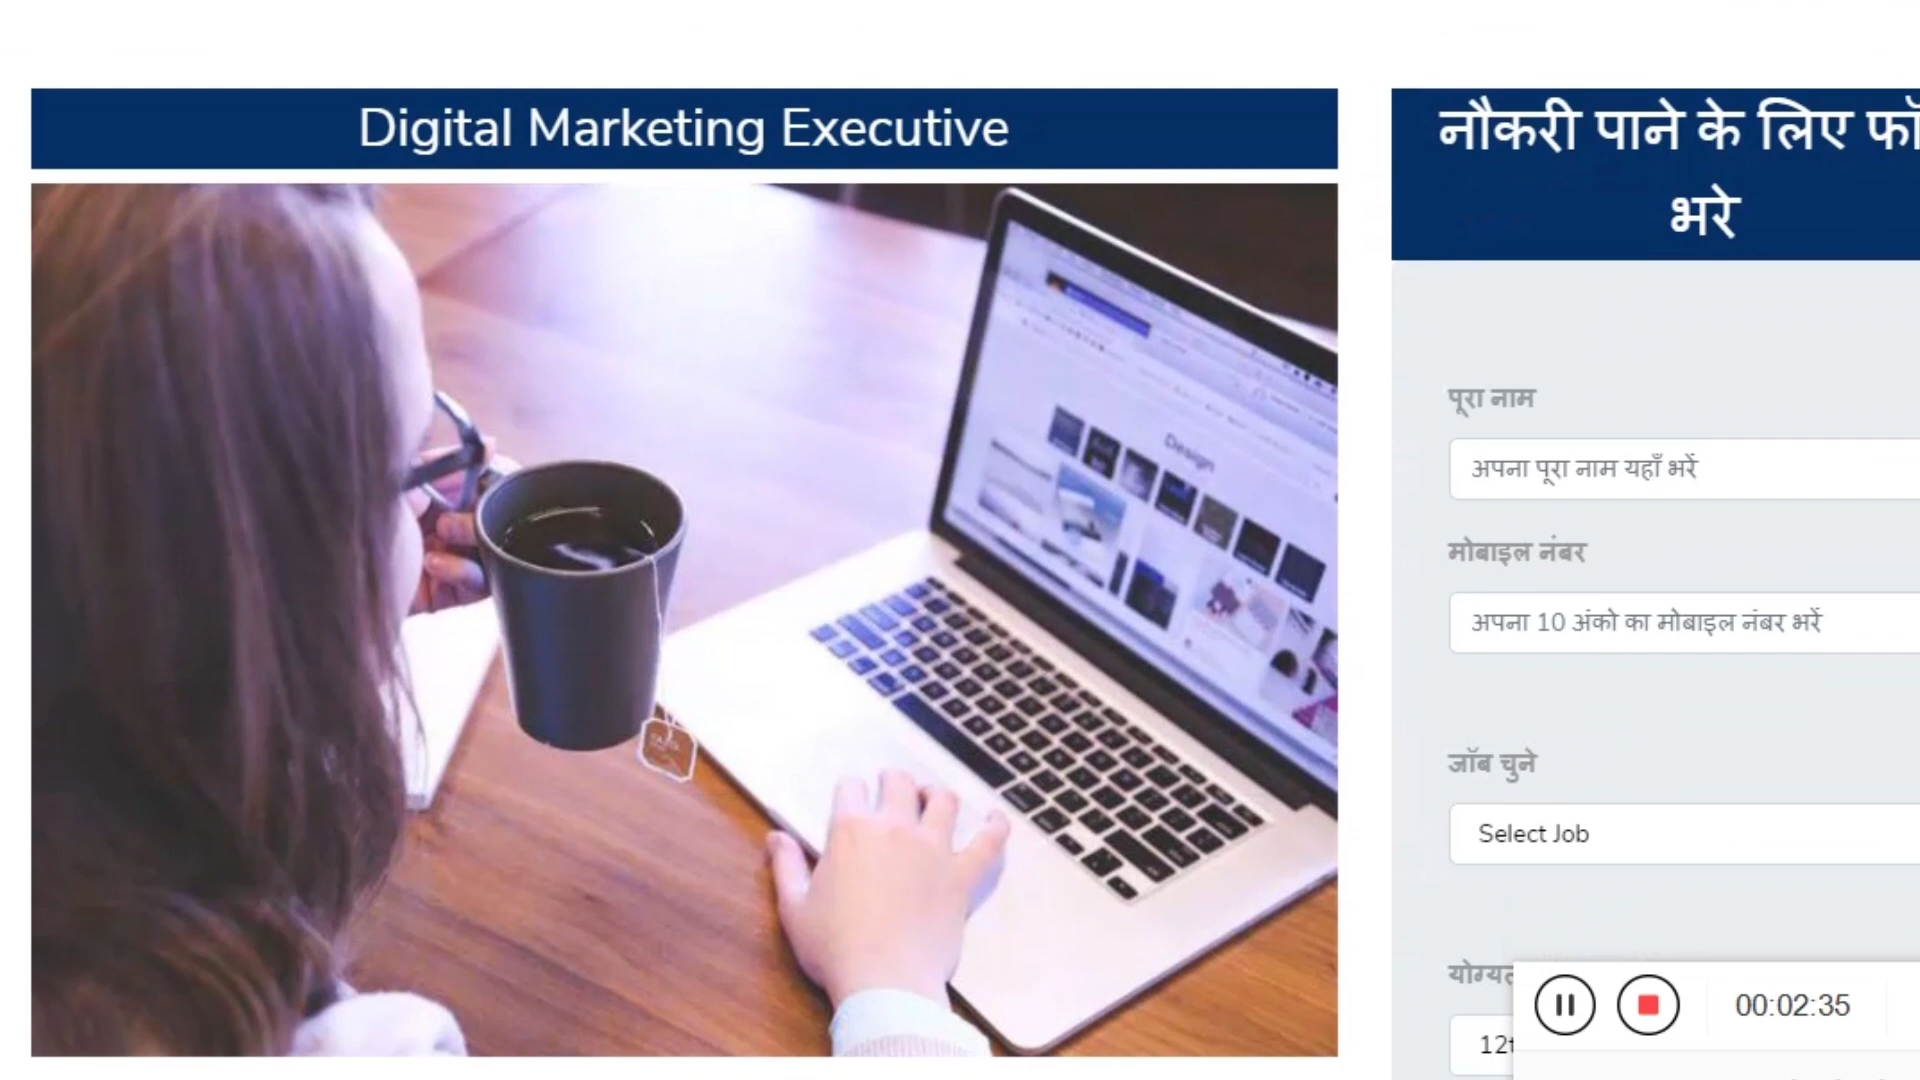 Digital Marketing Executive
नौकरी पाने के लिए
भरे
पूरा नाम
अपना पूरा नाम यहाँ भरें
मोबाइल नंबर
अपना 10 अंको का मोबाइल नंबर भरें
जॉब चुने
Select Job
00:02:35
Design